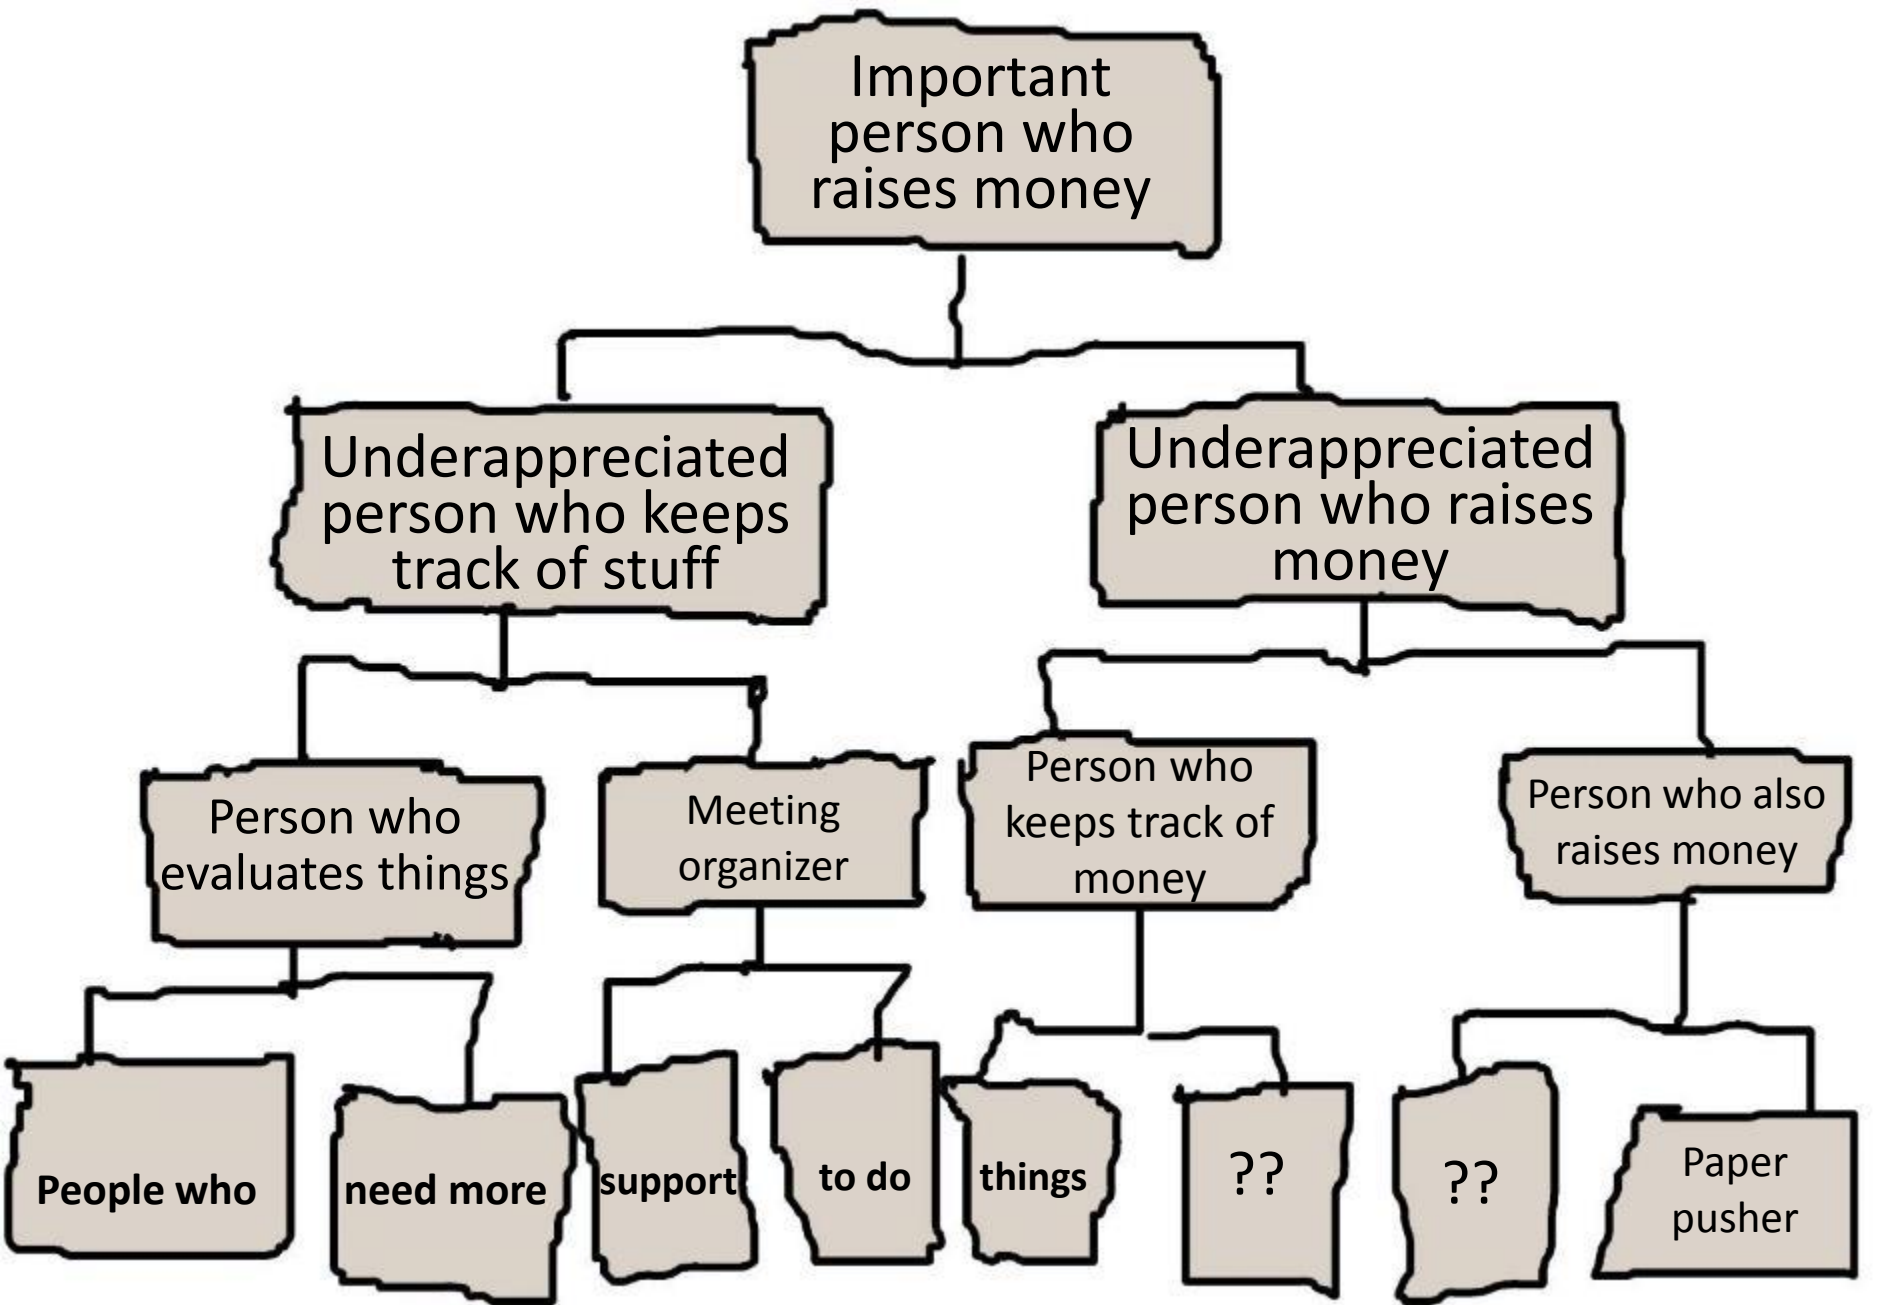 Important
person who
raises money
Underappreciated
person who keeps
track of stuff
Underappreciated
person who raises
money
Person who
evaluates things
Meeting
organizer
Person who
keeps track of
money
Person who also
raises money
People who
need more
support
to do
things
??
??
Paper
pusher